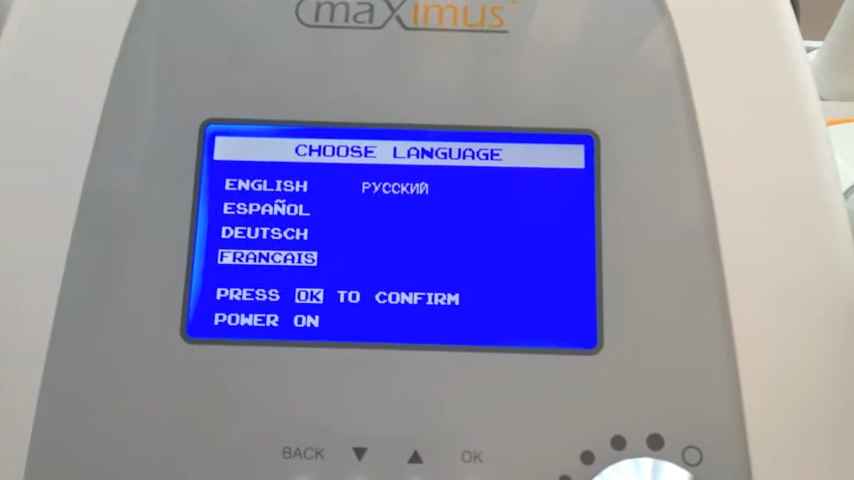 maximus
CHOOSE LANGUAGE
ENGLISH РУССКИЙ
ESPAÑOL
DEUTSCH
FRANCAIS
PRESS OK TO CONFIRM
POWER ON
BACK ▼ ▲ OK